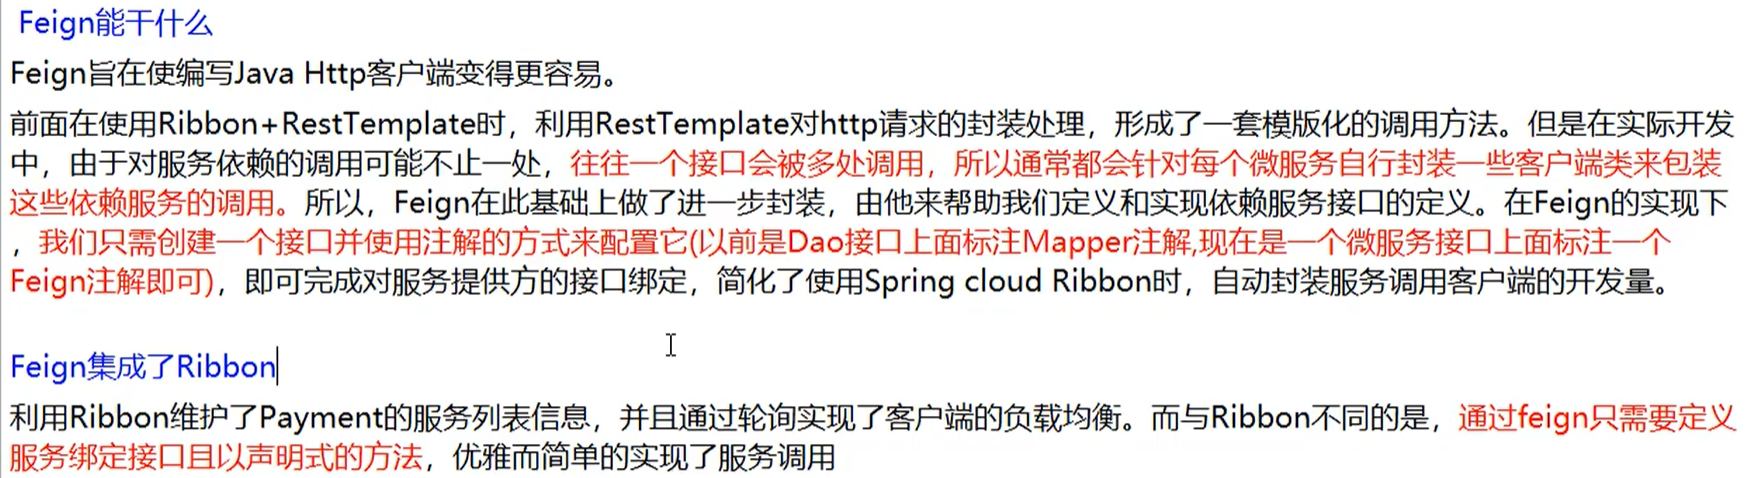 Feign能干什么
Feign旨在使编写Java Http客户端变得更容易。
前面在使用Ribbon+RestTemplate时，利用RestTemplate对http请求的封装处理，形成了一套模版化的调用方法。但是在实际开发
中，由于对服务依赖的调用可能不止一处，往往一个接口会被多处调用，所以通常都会针对每个微服务自行封装一些客户端类来包装
这些依赖服务的调用。所以，Feign在此基础上做了进一步封装，由他来帮助我们定义和实现依赖服务接口的定义。在Feign的实现下
，我们只需创建一个接口并使用注解的方式来配置它(以前是Dao接口上面标注Mapper注解,现在是一个微服务接口上面标注一个
Feign注解即可)，即可完成对服务提供方的接口绑定，简化了使用Spring cloud Ribbon时，自动封装服务调用客户端的开发量。
Feign集成了Ribbon
利用Ribbon维护了Payment的服务列表信息，并且通过轮询实现了客户端的负载均衡。而与Ribbon不同的是，通过feign只需要定义
服务绑定接口且以声明式的方法，优雅而简单的实现了服务调用